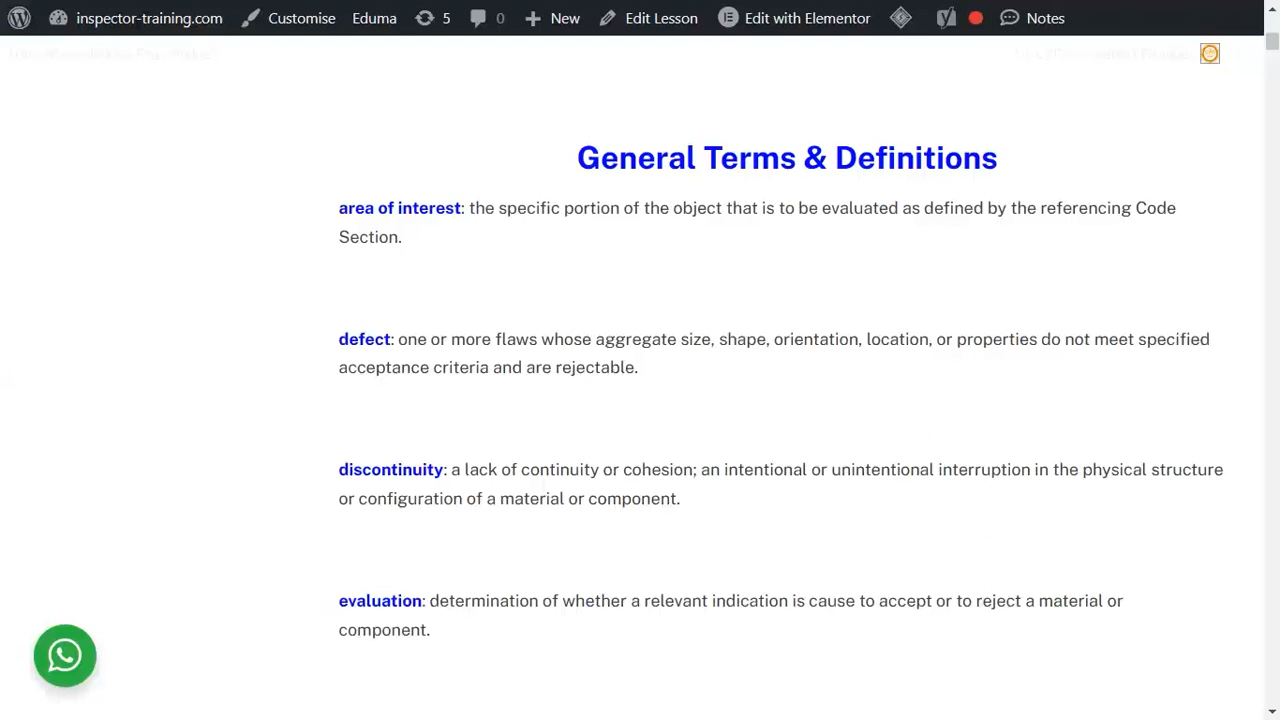 inspector-training.com Customise Eduma 5 0 New Edit Lesson Edit with Elementor Notes
General Terms & Definitions
area of interest: the specific portion of the object that is to be evaluated as defined by the referencing Code
Section.
defect: one or more flaws whose aggregate size, shape, orientation, location, or properties do not meet specified
acceptance criteria and are rejectable.
discontinuity: a lack of continuity or cohesion; an intentional or unintentional interruption in the physical structure
or configuration of a material or component.
evaluation: determination of whether a relevant indication is cause to accept or to reject a material or
component.